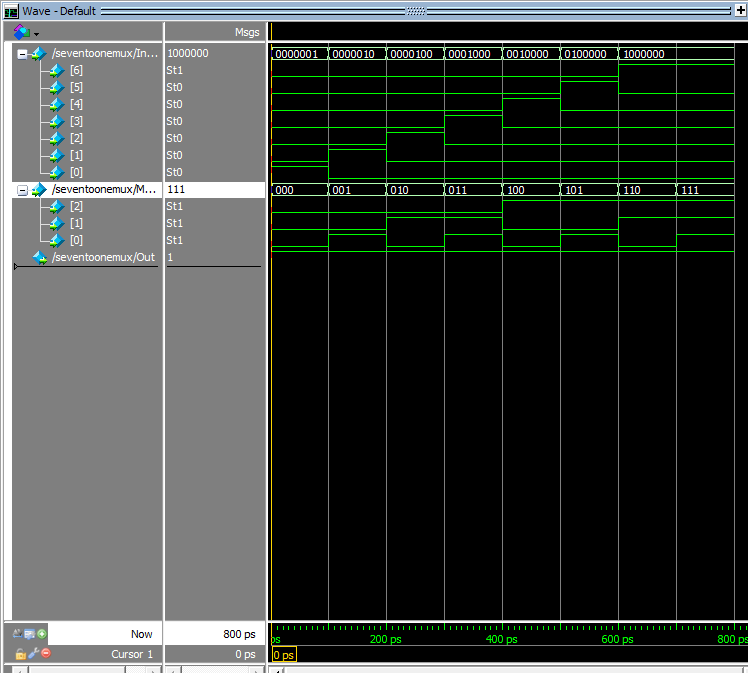 Wave - Default
Msgs
/seventoonemux/In... 1000000 0000001 0000010 0000100 0001000 0010000 0100000 1000000
[6] St1
[5] St0
[4] St0
[3] St0
[2] St0
[1] St0
[0] St0
/seventoonemux/M... 111 000 001 010 011 100 101 110 111
[2] St1
[1] St1
[0] St1
/seventoonemux/Out 1
Now 800 ps ps 200 ps 400 ps 600 ps 800 ps
Cursor 1 0 ps 0 ps